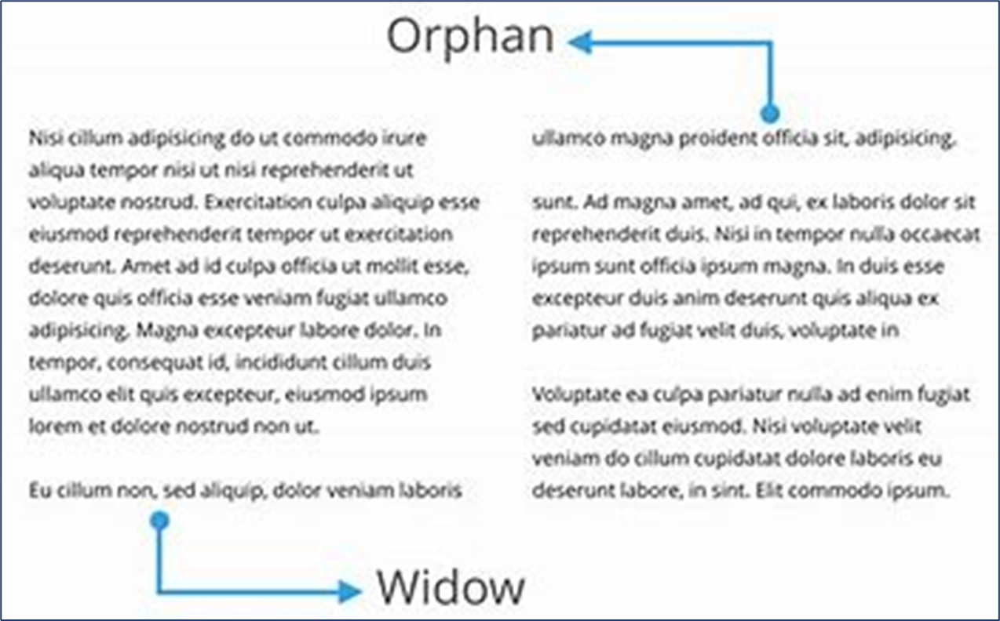 Orphan
Nisi cillum adipisicing do ut commodo irure
aliqua tempor nisi ut nisi reprehenderit ut
voluptate nostrud. Exercitation culpa aliquip esse
eiusmod reprehenderit tempor ut exercitation
deserunt. Amet ad id culpa officia ut mollit esse,
dolore quis officia esse veniam fugiat ullamco
adipisicing. Magna excepteur labore dolor. In
tempor, consequat id, incididunt cillum duis
ullamco elit quis excepteur, eiusmod ipsum
lorem et dolore nostrud non ut.
Eu cillum non, sed aliquip, dolor veniam laboris
ullamco magna proident officia sit, adipisicing.
sunt. Ad magna amet, ad qui, ex laboris dolor sit
reprehenderit duis. Nisi in tempor nulla occaecat
ipsum sunt officia ipsum magna. In duis esse
excepteur duis anim deserunt quis aliqua ex
pariatur ad fugiat velit duis, voluptate in
Voluptate ea culpa pariatur nulla ad enim fugiat
sed cupidatat eiusmod. Nisi voluptate velit
veniam do cillum cupidatat dolore laboris eu
deserunt labore, in sint. Elit commodo ipsum.
Widow